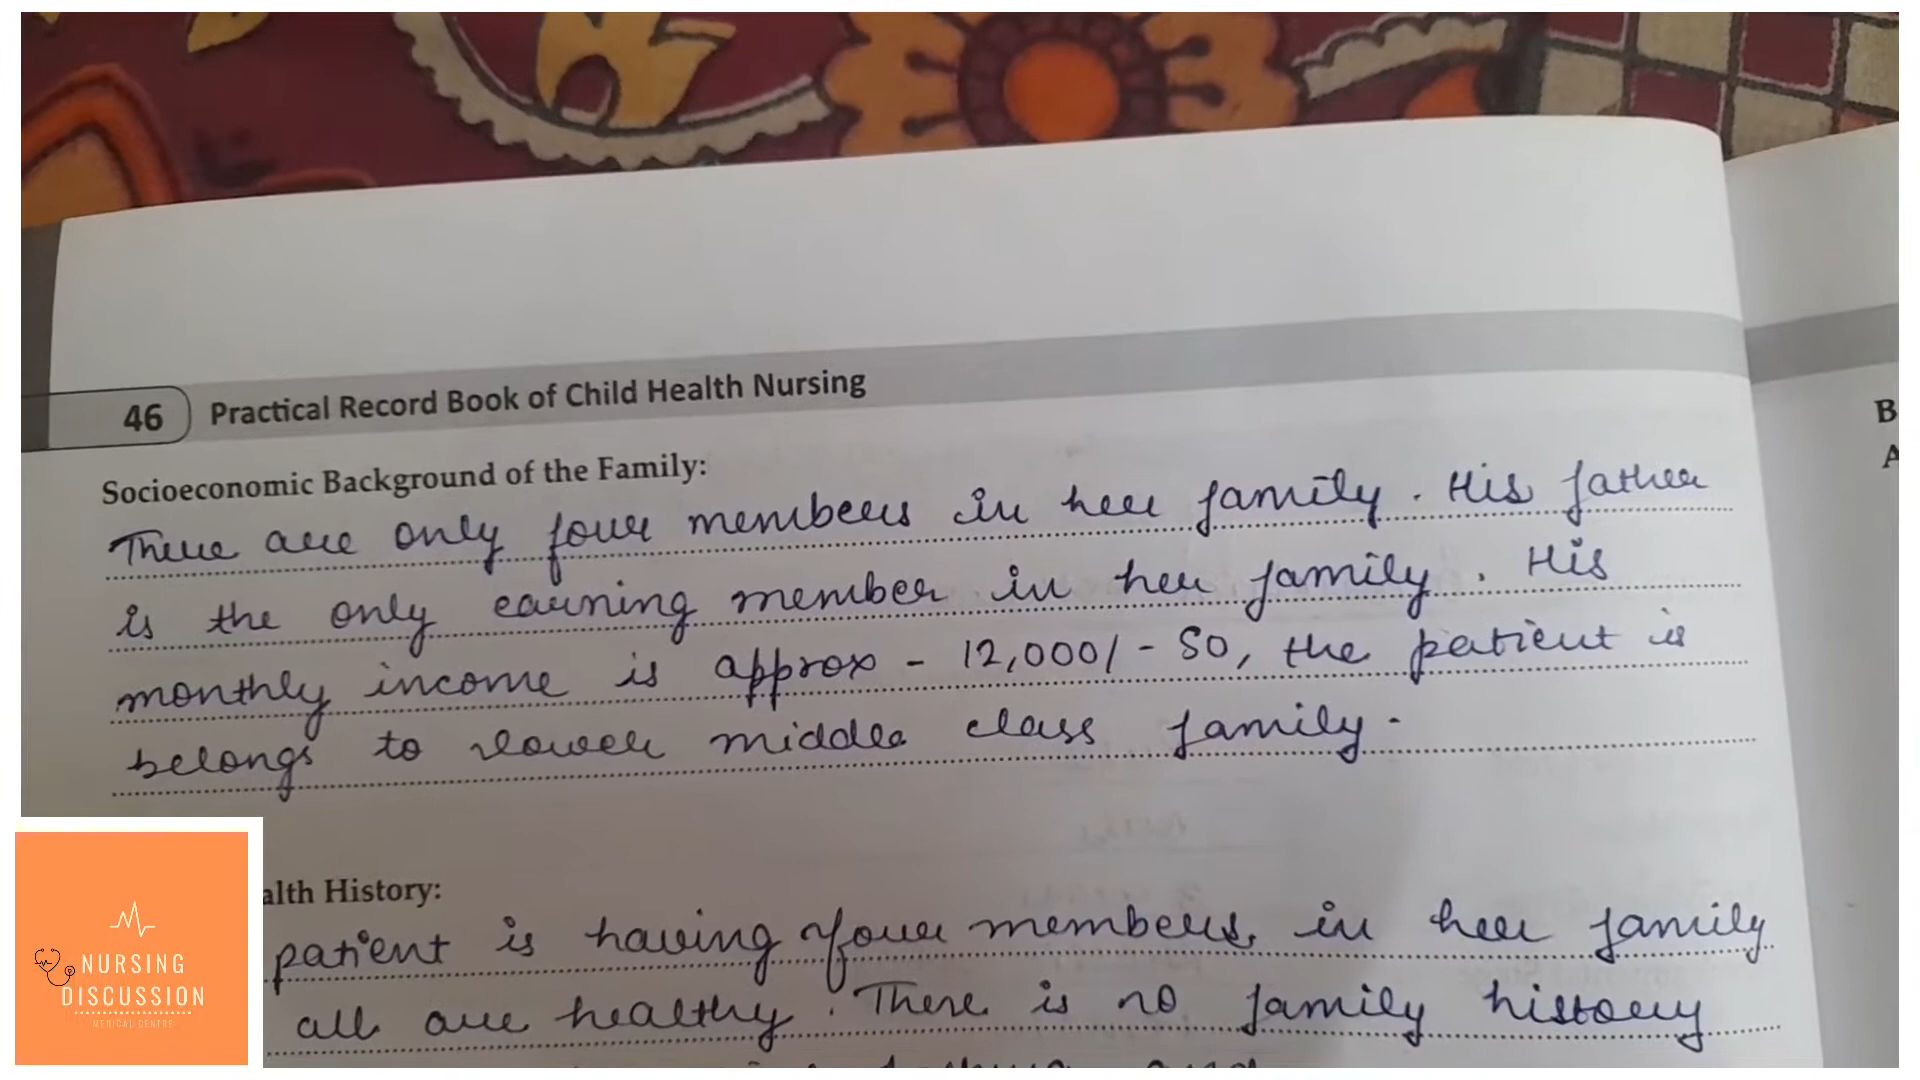 46 Practical Record Book of Child Health Nursing
B
A
Socioeconomic Background of the Family:
There are only four members in her family. His father
is the only earning member in her family. His
monthly income is approx - 12,000/- So, the patient is
belongs to lower middle class family.
alth History:
patient is having four members in her family
all are healthy. There is no family history
and
NURSING
DISCUSSION
MEDICAL CENTRE